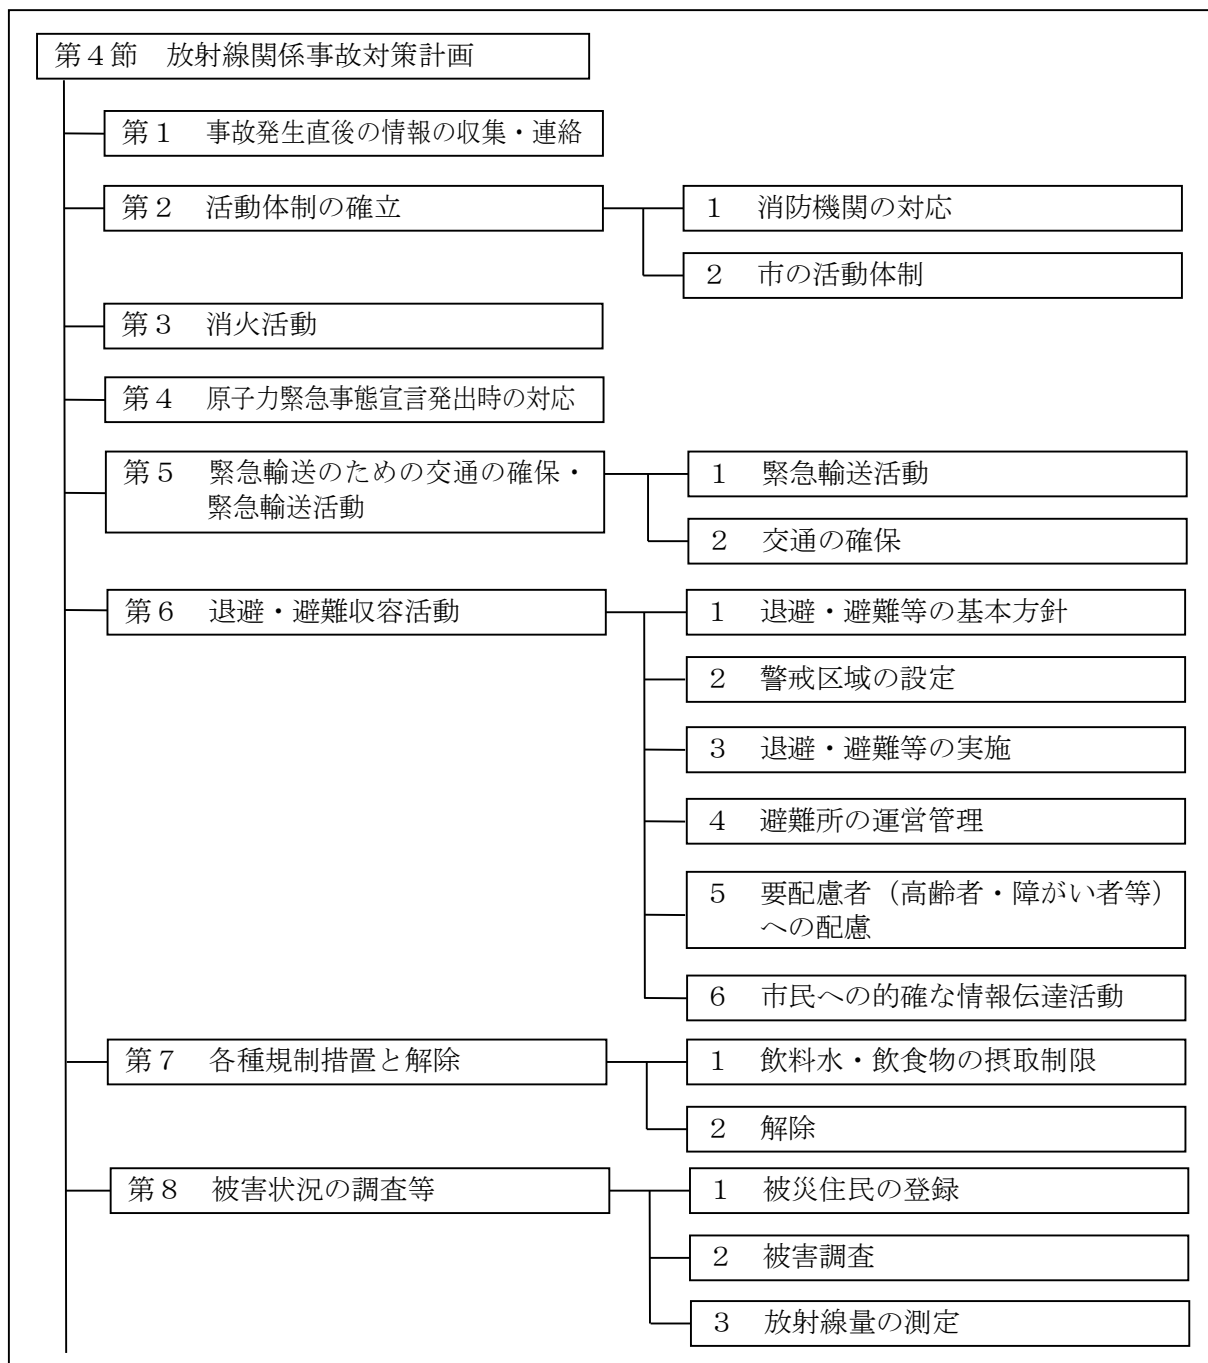 第４節　放射線関係事故対策計画
第１　事故発生直後の情報の収集・連絡
第２　活動体制の確立
１　消防機関の対応
２　市の活動体制
第３　消火活動
第４　原子力緊急事態宣言発出時の対応
第５　緊急輸送のための交通の確保・
緊急輸送活動
１　緊急輸送活動
２　交通の確保
第６　退避・避難収容活動
１　退避・避難等の基本方針
２　警戒区域の設定
３　退避・避難等の実施
４　避難所の運営管理
５　要配慮者（高齢者・障がい者等）
への配慮
６　市民への的確な情報伝達活動
第７　各種規制措置と解除
１　飲料水・飲食物の摂取制限
２　解除
第８　被害状況の調査等
１　被災住民の登録
２　被害調査
３　放射線量の測定